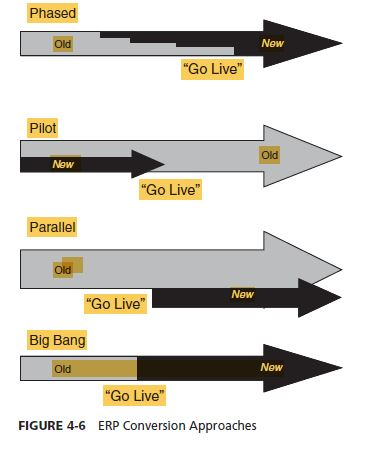 Phased
Old
New
“Go Live”
Pilot
New
Old
“Go Live”
Parallel
Old
“Go Live”
New
Big Bang
Old
New
“Go Live”
FIGURE 4-6 ERP Conversion Approaches